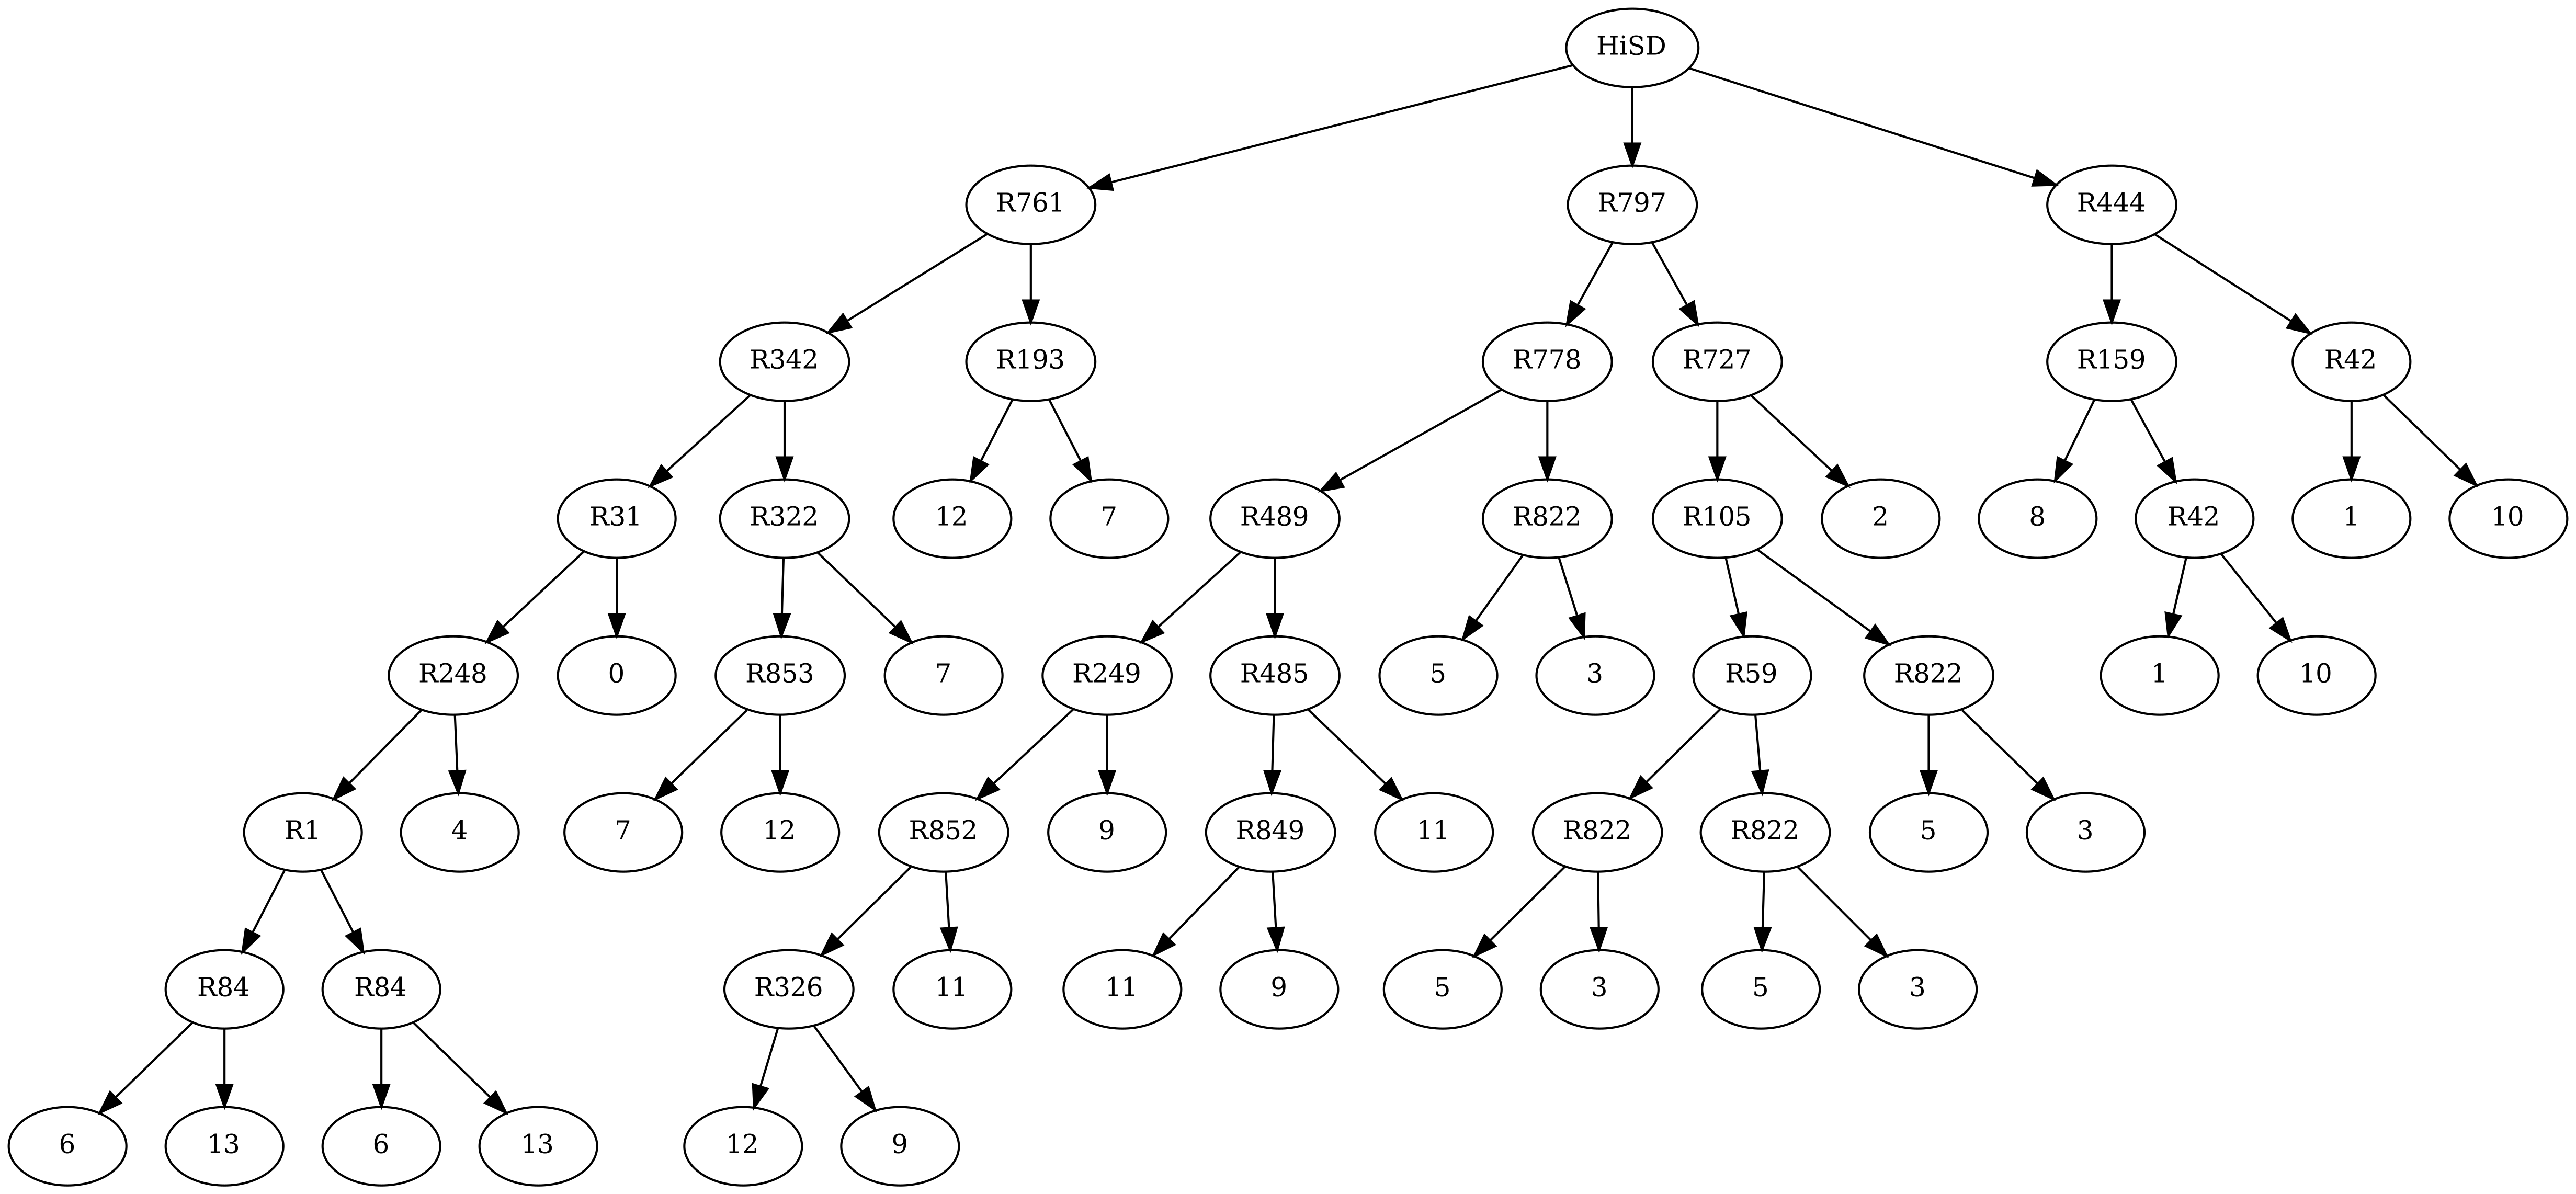 HiSD
R761 R797 R444
R342 R193 R778 R727 R159 R42
R31 R322 12 7 R489 R822 R105 2 8 R42 1 10
R248 0 R853 7 R249 R485 5 3 R59 R822 1 10
R1 4 7 12 R852 9 R849 11 R822 R822 5 3
R84 R84 R326 11 11 9 5 3 5 3
6 13 6 13 12 9